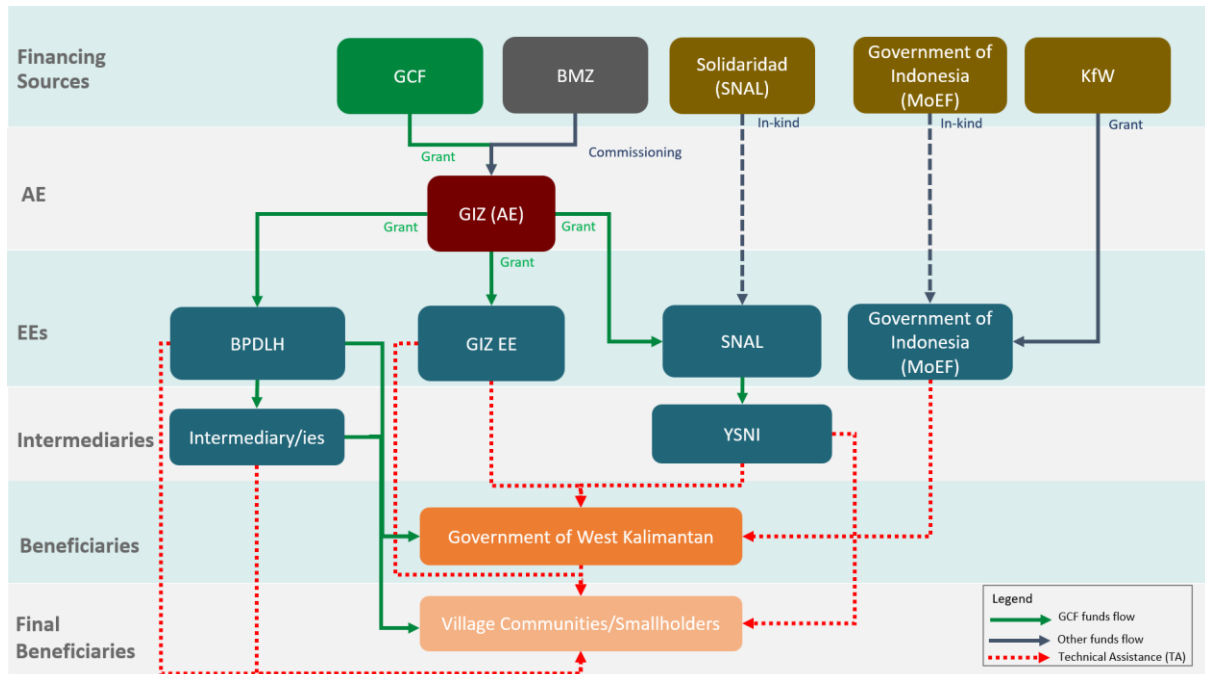 Financing
Sources
GCF
BMZ
Solidaridad
(SNAL)
Government of
Indonesia
(MoEF)
KfW
In-kind
In-kind
Grant
Grant
Commissioning
AE
GIZ (AE)
Grant
Grant
Grant
EEs
BPDLH
GIZ EE
SNAL
Government of
Indonesia
(MoEF)
Intermediaries
Intermediary/ies
YSNI
Beneficiaries
Government of West Kalimantan
Final
Beneficiaries
Village Communities/Smallholders
Legend
GCF funds flow
Other funds flow
Technical Assistance (TA)